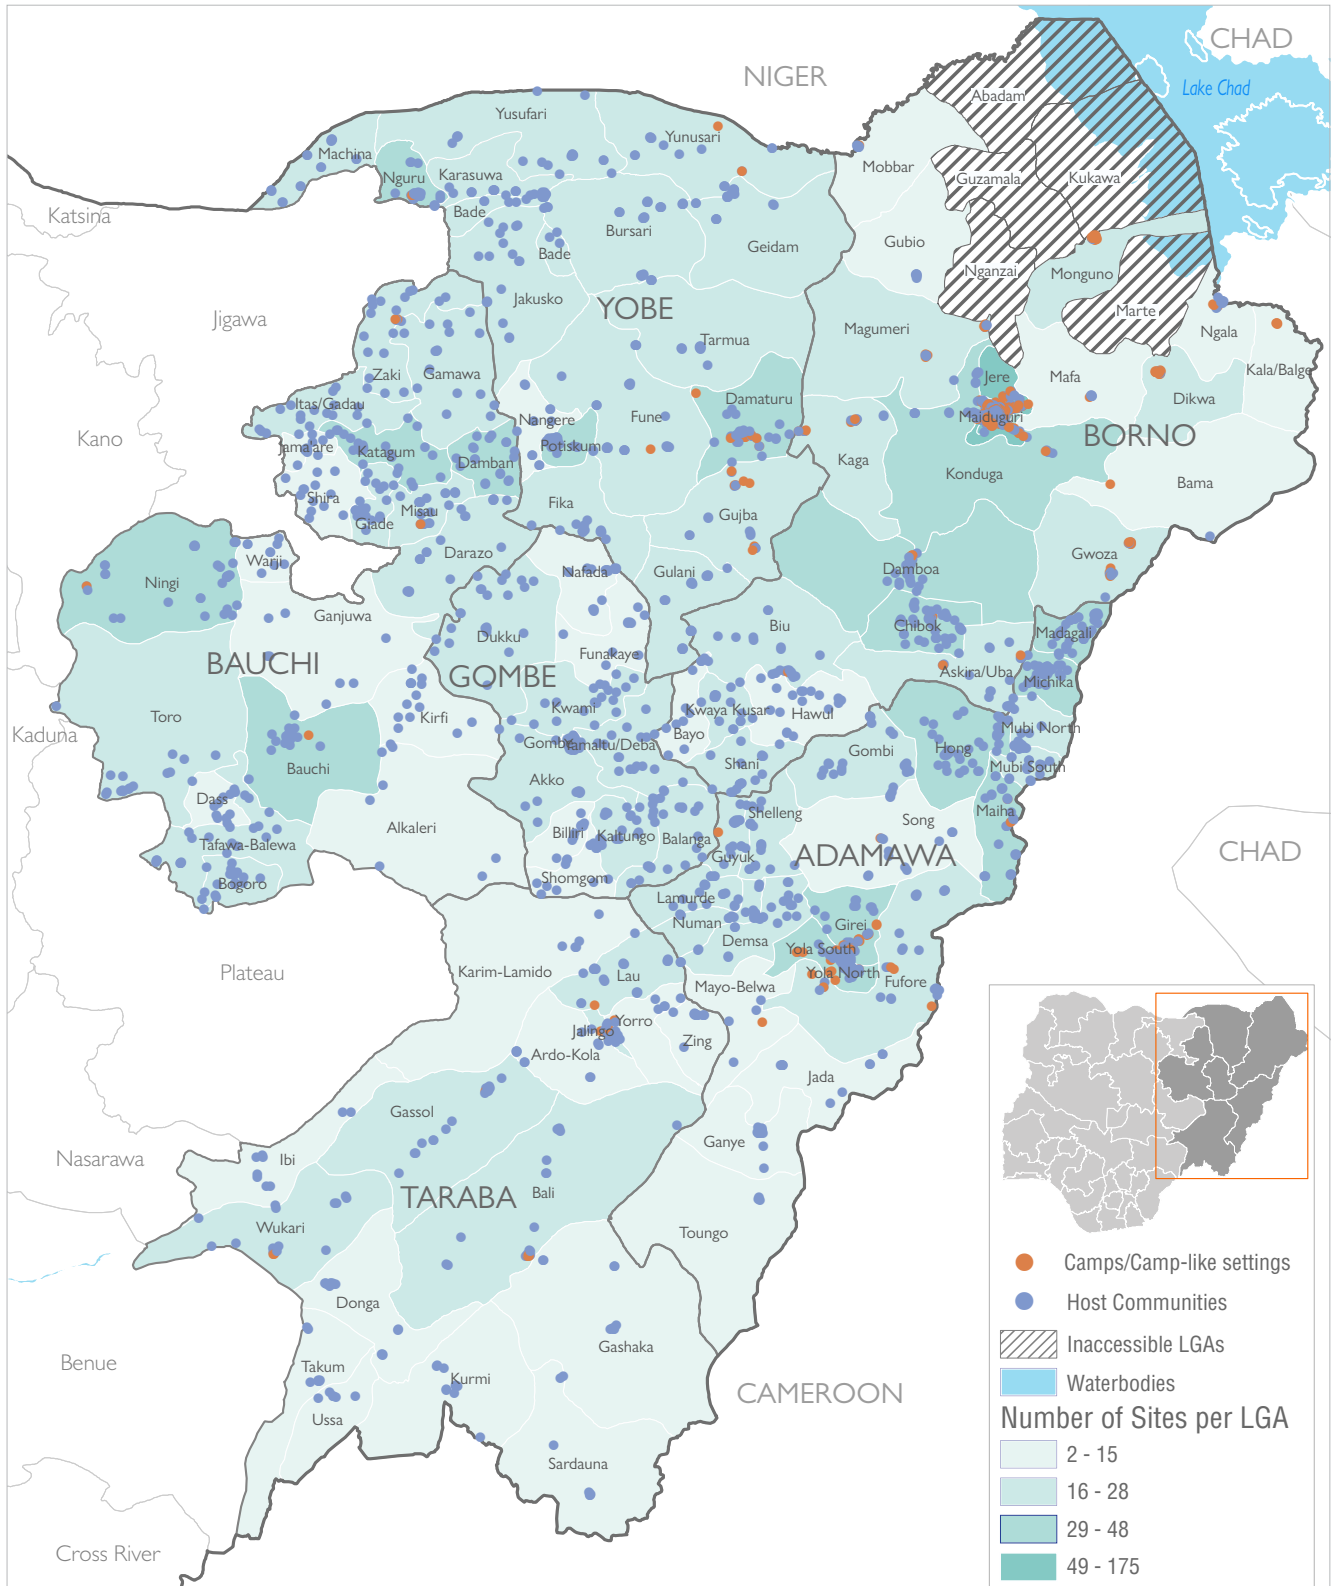 CHAD
NIGER
Lake Chad
Abadam
Yusufari
Yunusari
Machina
Mobbar
Nguru
Karasuwa
Guzamala
Kukawa
Katsina
Bade
Bursari
Gubio
Geidam
Bade
Nganzai
Monguno
Jakusko
YOBE
Marte
Jigawa
Magumeri
Ngala
Tarmua
Zaki
Gamawa
Jere
Mafa
Kala/Balge
Itas/Gadau
Damaturu
Dikwa
Nangere
Fune
Maiduguri
Kano
Jama'are
Katagum
Potiskum
BORNO
Damban
Kaga
Konduga
Bama
Shira
Misau
Fika
Giade
Gujba
Darazo
Gwoza
Warji
Nafada
Gulani
Damboa
Ningi
Ganjuwa
Biu
Chibok
Madagali
Dukku
Funakaye
BAUCHI
GOMBE
Askira/Uba
Michika
Toro
Kirfi
Kwami
Kwaya Kusar
Hawul
Kaduna
Bayo
Mubi North
Gombe
Yamaltu/Deba
Gombi
Hong
Bauchi
Shani
Mubi South
Akko
Dass
Shelleng
Maiha
Alkaleri
Billiri
Kaltungo
Balanga
Song
Tafawa-Balewa
Guyuk
ADAMAWA
CHAD
Bogoro
Shomgom
Lamurde
Numan
Girei
Demsa
Yola South
Plateau
Karim-Lamido
Lau
Yola North
Mayo-Belwa
Fufore
Jalingo
Yorro
Zing
Ardo-Kola
Jada
Gassol
Ganye
Nasarawa
Ibi
TARABA
Bali
Wukari
Toungo
Donga
Gashaka
Benue
Takum
Kurmi
CAMEROON
Ussa
Sardauna
Cross River
Camps/Camp-like settings
Host Communities
Inaccessible LGAs
Waterbodies
Number of Sites per LGA
2 - 15
16 - 28
29 - 48
49 - 175